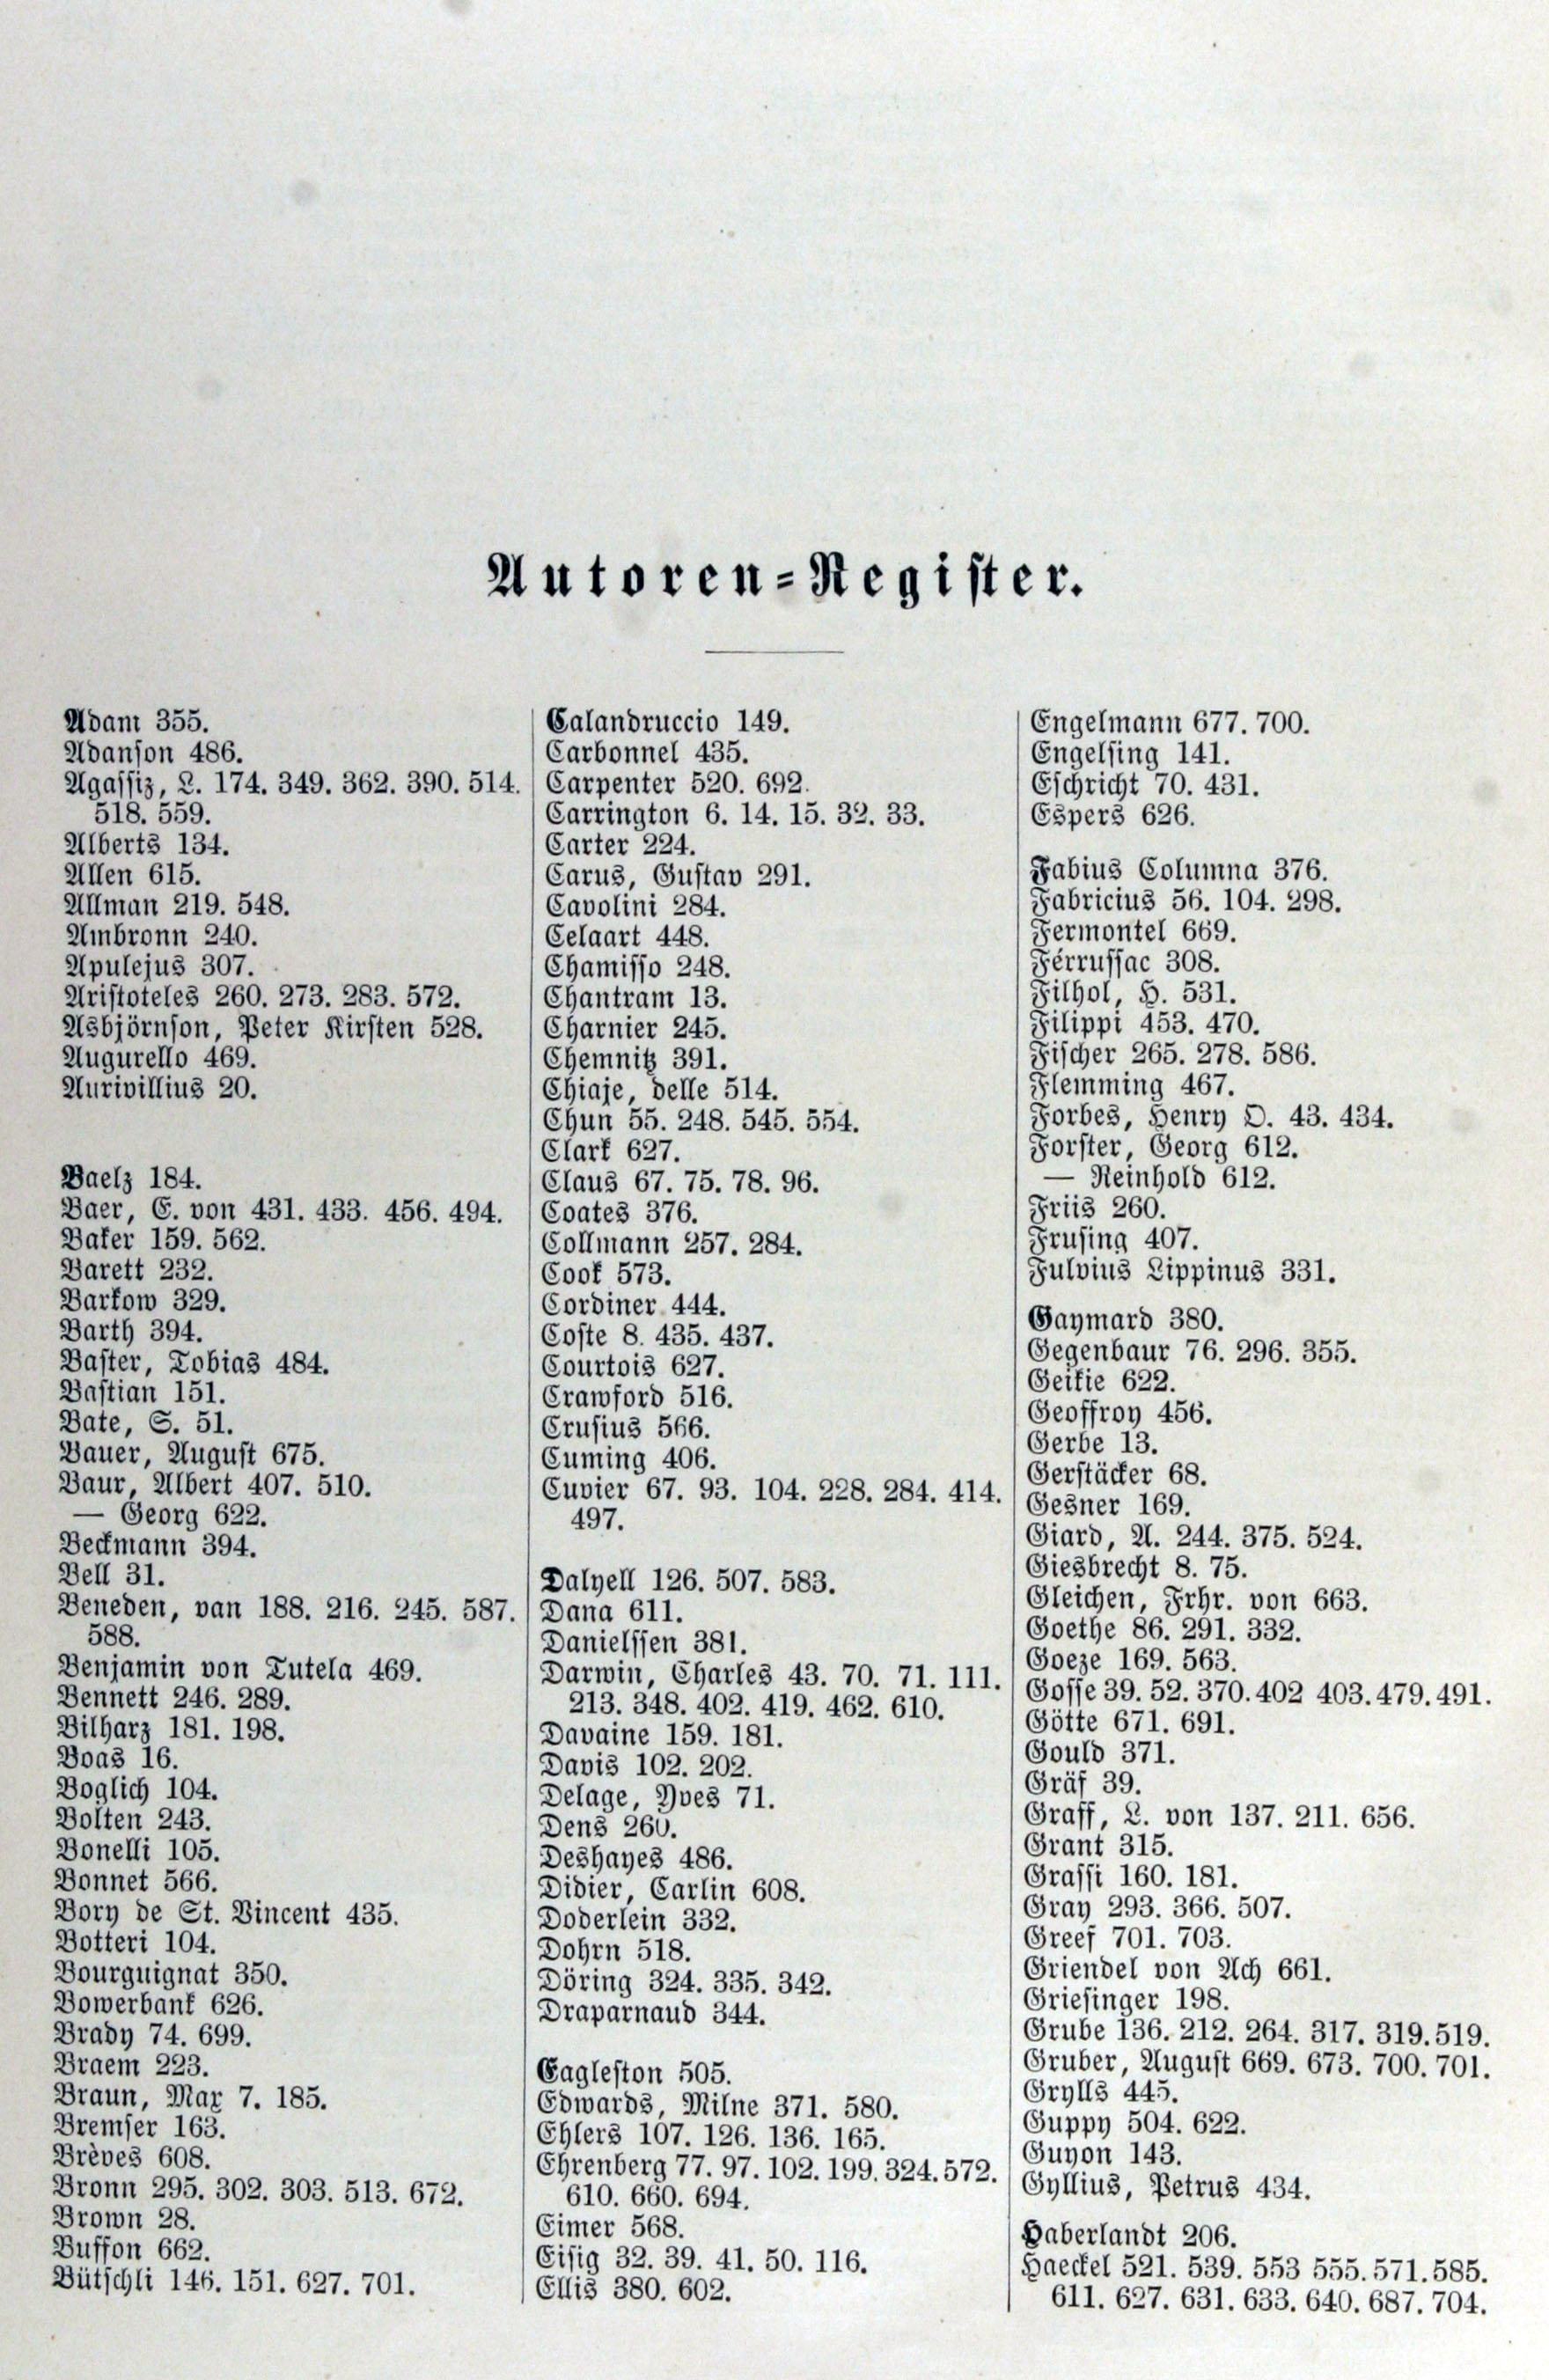 Autoren-Register.
Adam 355.
Adanson 486.
Agassiz, L. 174. 349. 362. 390. 514.
518. 559.
Alberts 134.
Allen 615.
Allman 219. 548.
Ambronn 240.
Apulejus 307.
Aristoteles 260. 273. 283. 572.
Asbjörnson, Peter Kirsten 528.
Augurello 469.
Aurivillius 20.
Baelz 184.
Baer, E. von 431. 433. 456. 494.
Baker 159. 562.
Barett 232.
Barkow 329.
Barth 394.
Baster, Tobias 484.
Bastian 151.
Bate, S. 51.
Bauer, August 675.
Baur, Albert 407. 510.
— Georg 622.
Beckmann 394.
Bell 31.
Beneden, van 188. 216. 245. 587.
588.
Benjamin von Tutela 469.
Bennett 246. 289.
Bilharz 181. 198.
Boas 16.
Boglich 104.
Bolten 243.
Bonelli 105.
Bonnet 566.
Bory de St. Vincent 435.
Botteri 104.
Bourguignat 350.
Bowerbank 626.
Brady 74. 699.
Braem 223.
Braun, Max 7. 185.
Bremser 163.
Brèves 608.
Bronn 295. 302. 303. 513. 672.
Brown 28.
Buffon 662.
Bütschli 146. 151. 627. 701.
Calandruccio 149.
Carbonnel 435.
Carpenter 520. 692.
Carrington 6. 14. 15. 32. 33.
Carter 224.
Carus, Gustav 291.
Cavolini 284.
Celaart 448.
Chamisso 248.
Chantram 13.
Charnier 245.
Chemnitz 391.
Chiaje, delle 514.
Chun 55. 248. 545. 554.
Clark 627.
Claus 67. 75. 78. 96.
Coates 376.
Collmann 257. 284.
Cook 573.
Cordiner 444.
Coste 8. 435. 437.
Courtois 627.
Crawford 516.
Crusius 566.
Cuming 406.
Cuvier 67. 93. 104. 228. 284. 414.
497.
Dalyell 126. 507. 583.
Dana 611.
Danielssen 381.
Darwin, Charles 43. 70. 71. 111.
213. 348. 402. 419. 462. 610.
Davaine 159. 181.
Davis 102. 202.
Delage, Yves 71.
Dens 260.
Deshayes 486.
Didier, Carlin 608.
Doderlein 332.
Dohrn 518.
Döring 324. 335. 342.
Draparnaud 344.
Eagleston 505.
Edwards, Milne 371. 580.
Ehlers 107. 126. 136. 165.
Ehrenberg 77. 97. 102. 199. 324. 572.
610. 660. 694.
Eimer 568.
Eisig 32. 39. 41. 50. 116.
Ellis 380. 602.
Engelmann 677. 700.
Engelsing 141.
Eschricht 70. 431.
Espers 626.
Fabius Columna 376.
Fabricius 56. 104. 298.
Fermontel 669.
Férrussac 308.
Filhol, H. 531.
Filippi 453. 470.
Fischer 265. 278. 586.
Flemming 467.
Forbes, Henry O. 43. 434.
Forster, Georg 612.
— Reinhold 612.
Friis 260.
Frusing 407.
Fulvius Lippinus 331.
Gaymard 380.
Gegenbaur 76. 296. 355.
Geikie 622.
Geoffroy 456.
Gerbe 13.
Gerstäcker 68.
Gesner 169.
Giard, A. 244. 375. 524.
Giesbrecht 8. 75.
Gleichen, Frhr. von 663.
Goethe 86. 291. 332.
Goeze 169. 563.
Gosse 39. 52. 370. 402 403. 479. 491.
Götte 671. 691.
Gould 371.
Gräf 39.
Graff, L. von 137. 211. 656.
Grant 315.
Grassi 160. 181.
Gray 293. 366. 507.
Greef 701. 703.
Griendel von Ach 661.
Griesinger 198.
Grube 136. 212. 264. 317. 319. 519.
Gruber, August 669. 673. 700. 701.
Grylls 445.
Guppy 504. 622.
Guyon 143.
Gyllius, Petrus 434.
Haberlandt 206.
Haeckel 521. 539. 553 555. 571. 585.
611. 627. 631. 633. 640. 687. 704.